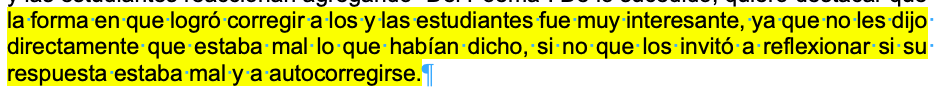 la forma en que logró corregir a los y las estudiantes fue muy interesante, ya que no les dijo
directamente que estaba mal lo que habían dicho, si no que los invitó a reflexionar si su
respuesta estaba mal y a autocorregirse.¶